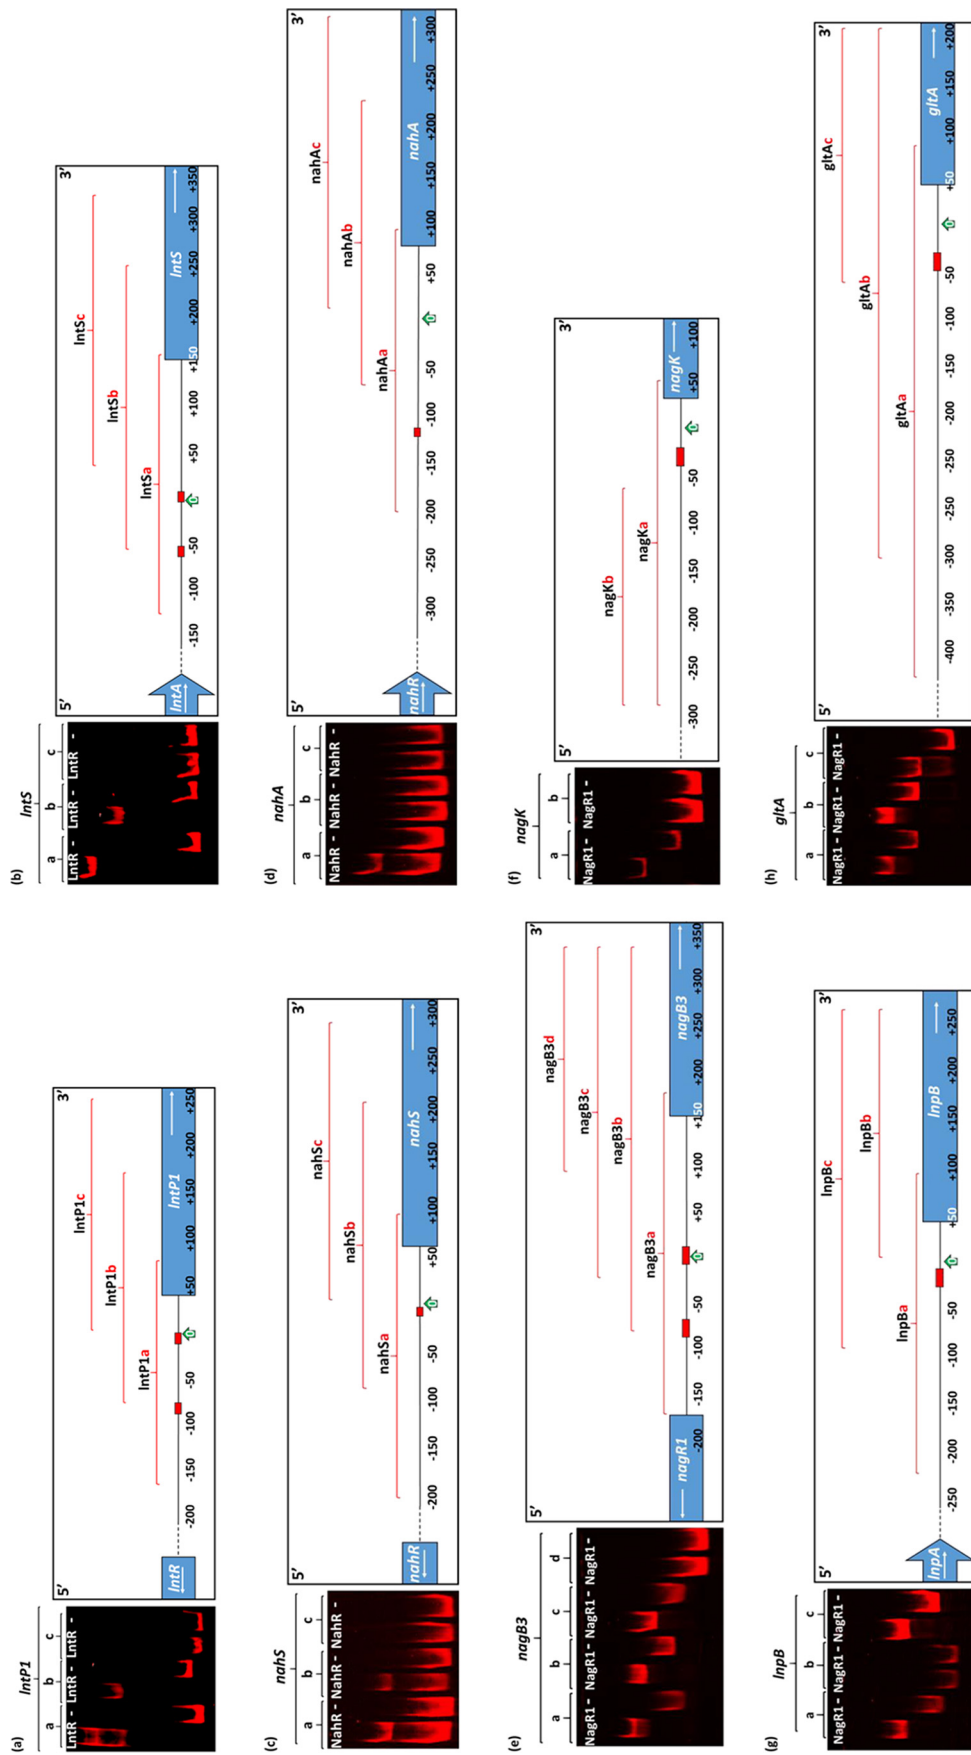 (a)
lntP1
a b c
LntR - LntR - LntR -
5' 3'
lntP1c
lntP1b
lntP1a
lntR lntP1
-200 -150 -100 -50 0 +50 +100 +150 +200 +250
(b)
lntS
a b c
LntR - LntR - LntR -
5' 3'
lntSc
lntSb
lntSa
lntA lntS
-150 -100 -50 0 +50 +100 +150 +200 +250 +300 +350
(c)
nahS
a b c
NahR - NahR - NahR -
5' 3'
nahSc
nahSb
nahSa
nahR nahS
-200 -150 -100 -50 0 +50 +100 +150 +200 +250 +300
(d)
nahA
a b c
NahR - NahR - NahR -
5' 3'
nahAc
nahAb
nahAa
nahR nahA
-300 -250 -200 -150 -100 -50 0 +50 +100 +150 +200 +250 +300
(e)
nagB3
a b c d
NagR1 - NagR1 - NagR1 - NagR1 -
5' 3'
nagB3d
nagB3c
nagB3b
nagB3a
nagR1 nagB3
-200 -150 -100 -50 0 +50 +100 +150 +200 +250 +300 +350
(f)
nagK
a b
NagR1 - NagR1 -
5' 3'
nagKb
nagKa
nagK
-300 -250 -200 -150 -100 -50 0 +50 +100
(g)
lnpB
a b c
NagR1 - NagR1 - NagR1 -
5' 3'
lnpBc
lnpBb
lnpBa
lnpA lnpB
-250 -200 -150 -100 -50 0 +50 +100 +150 +200 +250
(h)
gltA
a b c
NagR1 - NagR1 - NagR1 -
5' 3'
gltAc
gltAb
gltAa
gltA
-400 -350 -300 -250 -200 -150 -100 -50 0 +50 +100 +150 +200